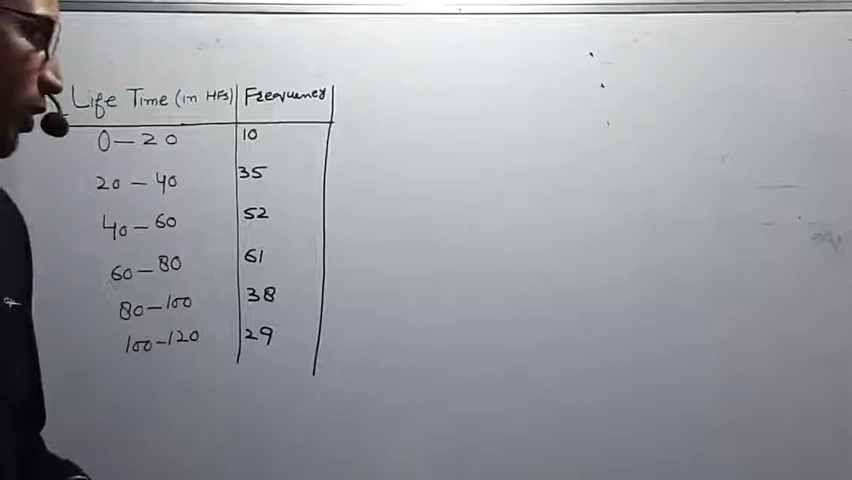 Life Time (in HFs) Frequency
0 – 20 10
20 – 40 35
40 – 60 52
60 – 80 61
80 – 100 38
100 – 120 29